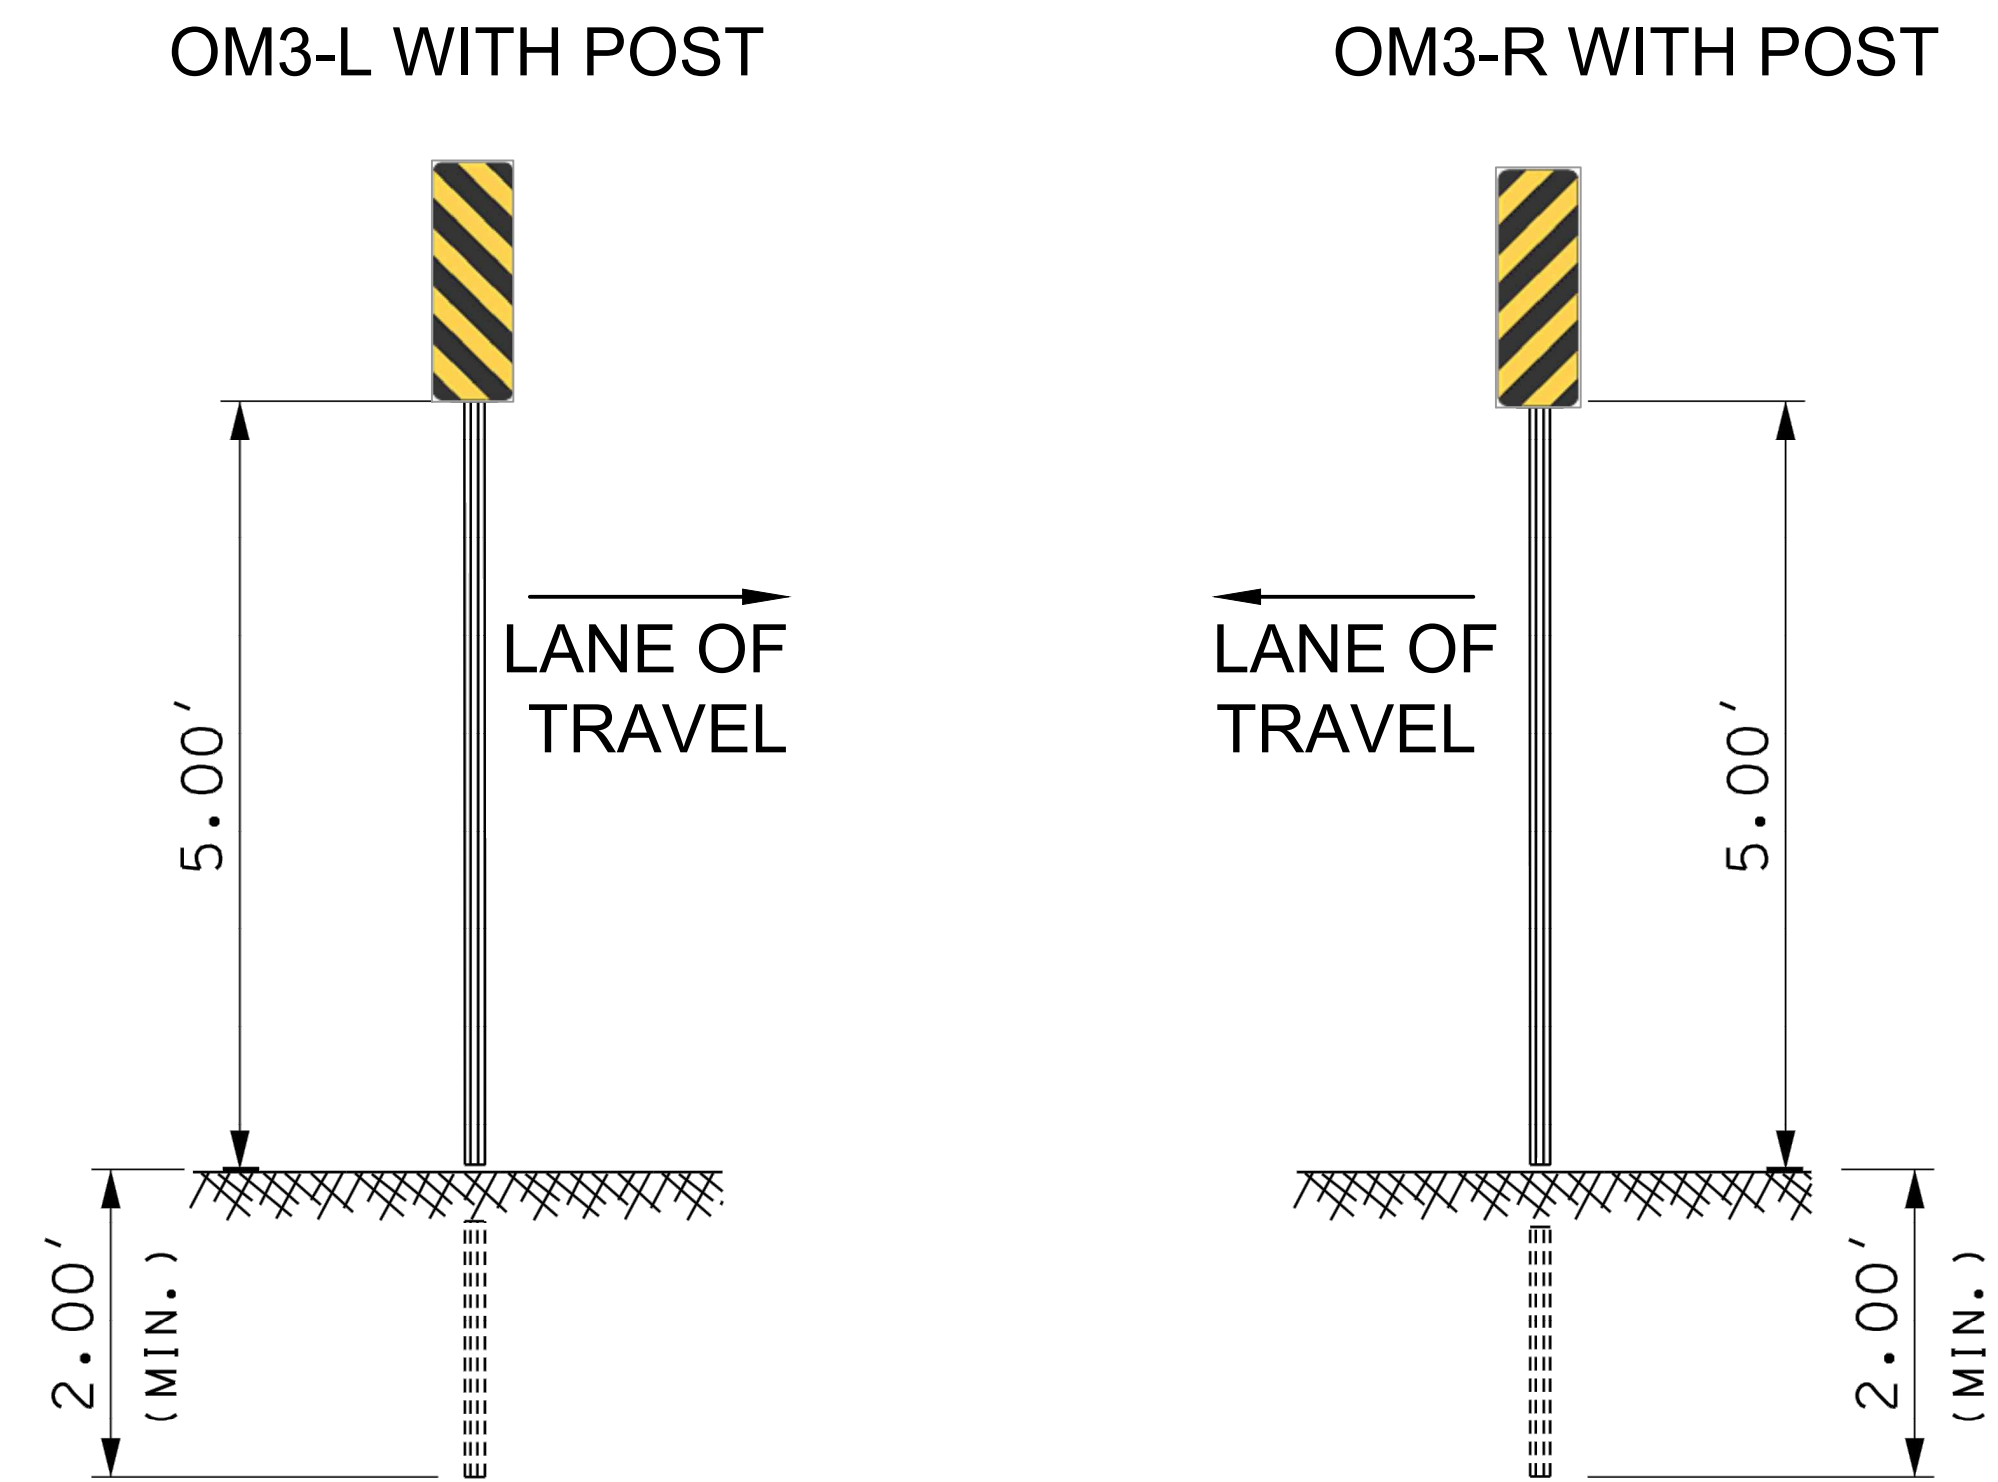 OM3-L WITH POST
OM3-R WITH POST
LANE OF
TRAVEL
LANE OF
TRAVEL
5.00'
5.00'
2.00'
(MIN.)
2.00'
(MIN.)